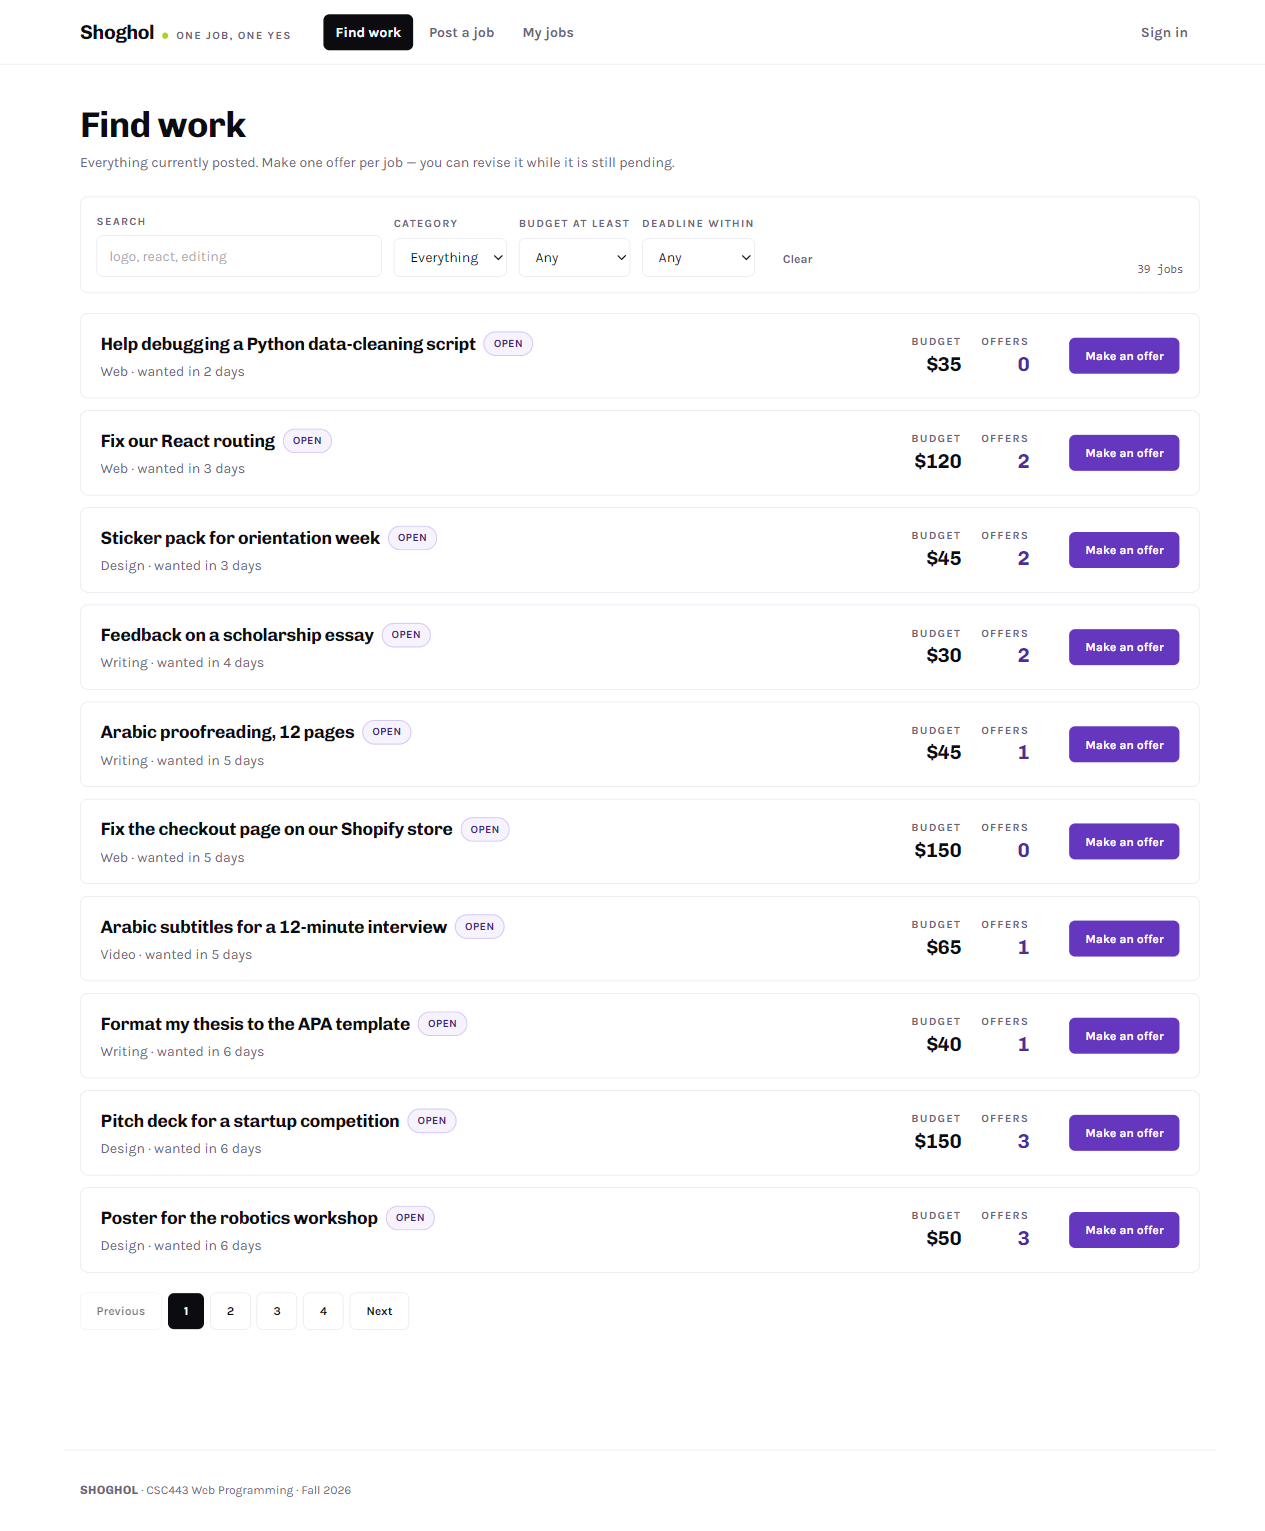 Shoghol ONE JOB, ONE YES Find work Post a job My jobs Sign in
Find work
Everything currently posted. Make one offer per job — you can revise it while it is still pending.
SEARCH CATEGORY BUDGET AT LEAST DEADLINE WITHIN
logo, react, editing Everything Any Any Clear 39 jobs
Help debugging a Python data-cleaning script OPEN BUDGET OFFERS
Web · wanted in 2 days $35 0 Make an offer
Fix our React routing OPEN BUDGET OFFERS
Web · wanted in 3 days $120 2 Make an offer
Sticker pack for orientation week OPEN BUDGET OFFERS
Design · wanted in 3 days $45 2 Make an offer
Feedback on a scholarship essay OPEN BUDGET OFFERS
Writing · wanted in 4 days $30 2 Make an offer
Arabic proofreading, 12 pages OPEN BUDGET OFFERS
Writing · wanted in 5 days $45 1 Make an offer
Fix the checkout page on our Shopify store OPEN BUDGET OFFERS
Web · wanted in 5 days $150 0 Make an offer
Arabic subtitles for a 12-minute interview OPEN BUDGET OFFERS
Video · wanted in 5 days $65 1 Make an offer
Format my thesis to the APA template OPEN BUDGET OFFERS
Writing · wanted in 6 days $40 1 Make an offer
Pitch deck for a startup competition OPEN BUDGET OFFERS
Design · wanted in 6 days $150 3 Make an offer
Poster for the robotics workshop OPEN BUDGET OFFERS
Design · wanted in 6 days $50 3 Make an offer
Previous 1 2 3 4 Next
SHOGHOL · CSC443 Web Programming · Fall 2026